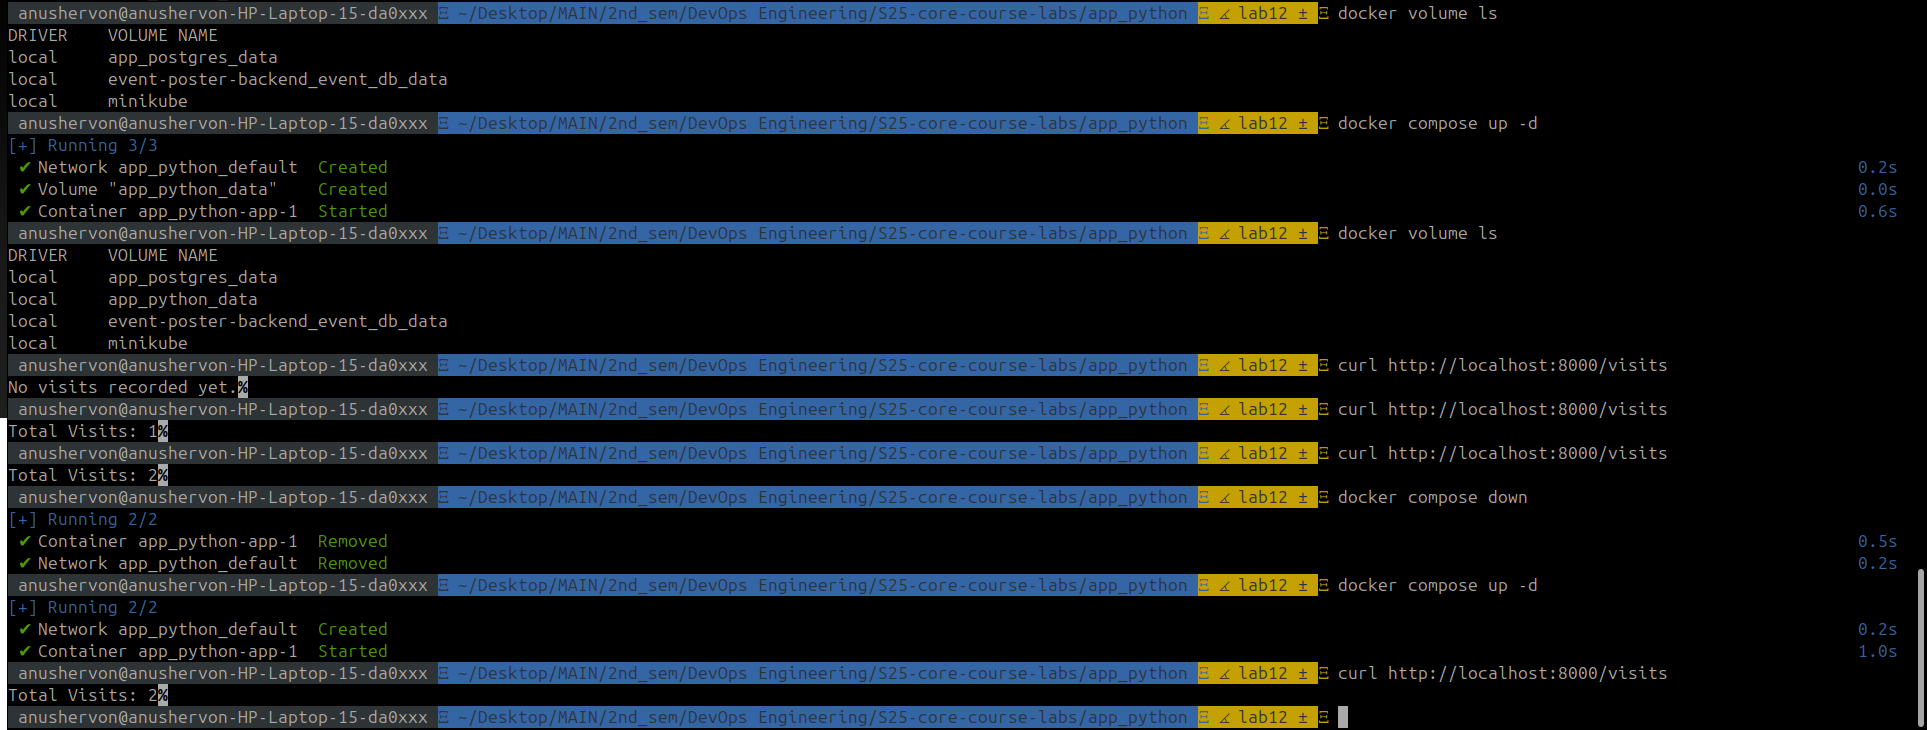 anushervon@anushervon-HP-Laptop-15-da0xxx Ξ ~/Desktop/MAIN/2nd_sem/DevOps Engineering/S25-core-course-labs/app_python Ξ ∡ lab12 ± Ξ docker volume ls
DRIVER    VOLUME NAME
local     app_postgres_data
local     event-poster-backend_event_db_data
local     minikube
anushervon@anushervon-HP-Laptop-15-da0xxx Ξ ~/Desktop/MAIN/2nd_sem/DevOps Engineering/S25-core-course-labs/app_python Ξ ∡ lab12 ± Ξ docker compose up -d
[+] Running 3/3
✔ Network app_python_default  Created 0.2s
✔ Volume "app_python_data"    Created 0.0s
✔ Container app_python-app-1  Started 0.6s
anushervon@anushervon-HP-Laptop-15-da0xxx Ξ ~/Desktop/MAIN/2nd_sem/DevOps Engineering/S25-core-course-labs/app_python Ξ ∡ lab12 ± Ξ docker volume ls
DRIVER    VOLUME NAME
local     app_postgres_data
local     app_python_data
local     event-poster-backend_event_db_data
local     minikube
anushervon@anushervon-HP-Laptop-15-da0xxx Ξ ~/Desktop/MAIN/2nd_sem/DevOps Engineering/S25-core-course-labs/app_python Ξ ∡ lab12 ± Ξ curl http://localhost:8000/visits
No visits recorded yet.%
anushervon@anushervon-HP-Laptop-15-da0xxx Ξ ~/Desktop/MAIN/2nd_sem/DevOps Engineering/S25-core-course-labs/app_python Ξ ∡ lab12 ± Ξ curl http://localhost:8000/visits
Total Visits: 1%
anushervon@anushervon-HP-Laptop-15-da0xxx Ξ ~/Desktop/MAIN/2nd_sem/DevOps Engineering/S25-core-course-labs/app_python Ξ ∡ lab12 ± Ξ curl http://localhost:8000/visits
Total Visits: 2%
anushervon@anushervon-HP-Laptop-15-da0xxx Ξ ~/Desktop/MAIN/2nd_sem/DevOps Engineering/S25-core-course-labs/app_python Ξ ∡ lab12 ± Ξ docker compose down
[+] Running 2/2
✔ Container app_python-app-1  Removed 0.5s
✔ Network app_python_default  Removed 0.2s
anushervon@anushervon-HP-Laptop-15-da0xxx Ξ ~/Desktop/MAIN/2nd_sem/DevOps Engineering/S25-core-course-labs/app_python Ξ ∡ lab12 ± Ξ docker compose up -d
[+] Running 2/2
✔ Network app_python_default  Created 0.2s
✔ Container app_python-app-1  Started 1.0s
anushervon@anushervon-HP-Laptop-15-da0xxx Ξ ~/Desktop/MAIN/2nd_sem/DevOps Engineering/S25-core-course-labs/app_python Ξ ∡ lab12 ± Ξ curl http://localhost:8000/visits
Total Visits: 2%
anushervon@anushervon-HP-Laptop-15-da0xxx Ξ ~/Desktop/MAIN/2nd_sem/DevOps Engineering/S25-core-course-labs/app_python Ξ ∡ lab12 ± Ξ